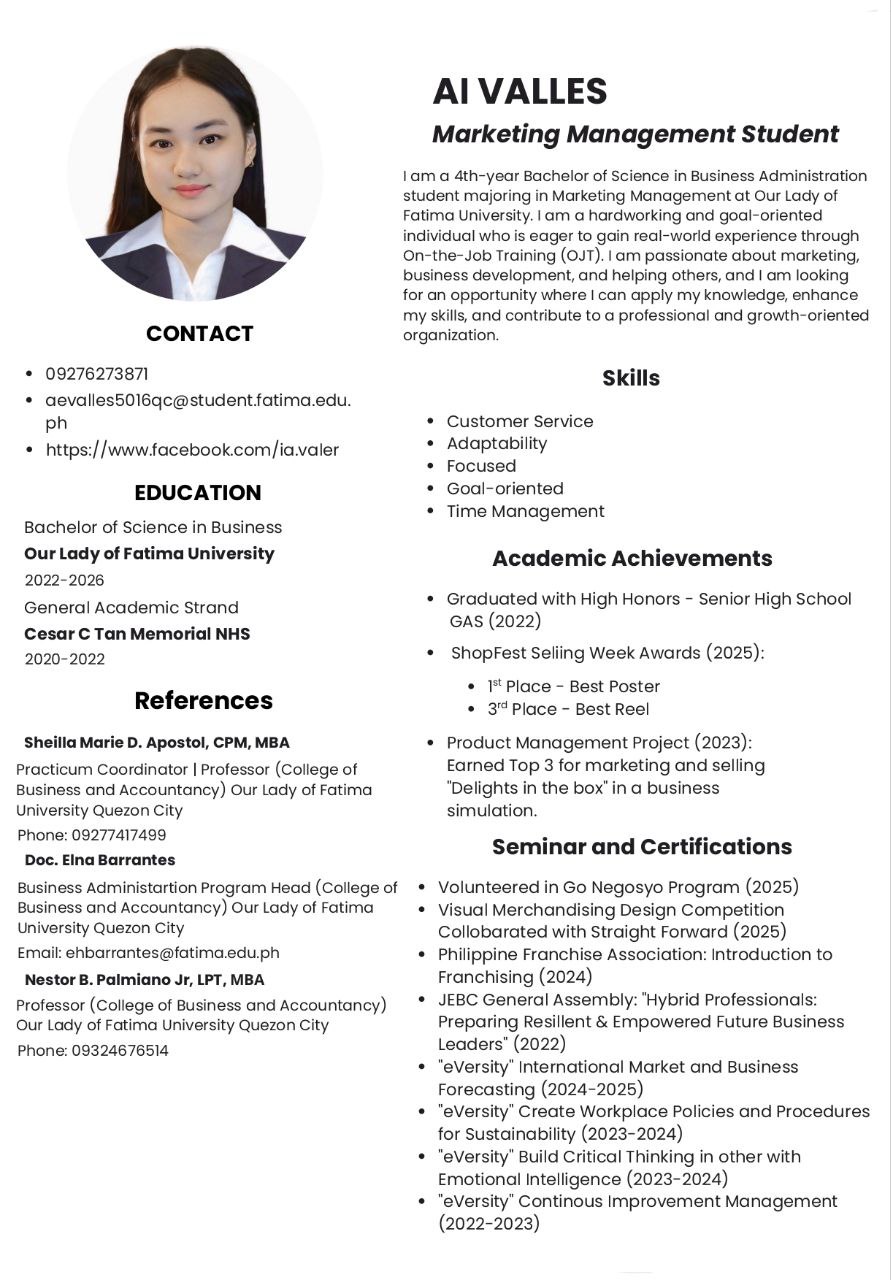 AI VALLES
Marketing Management Student
I am a 4th-year Bachelor of Science in Business Administration
student majoring in Marketing Management at Our Lady of
Fatima University. I am a hardworking and goal-oriented
individual who is eager to gain real-world experience through
On-the-Job Training (OJT). I am passionate about marketing,
business development, and helping others, and I am looking
for an opportunity where I can apply my knowledge, enhance
my skills, and contribute to a professional and growth-oriented
organization.
CONTACT
• 09276273871
• aevalles5016qc@student.fatima.edu.
ph
• https://www.facebook.com/ia.valer
EDUCATION
Bachelor of Science in Business
Our Lady of Fatima University
2022-2026
General Academic Strand
Cesar C Tan Memorial NHS
2020-2022
References
Sheilla Marie D. Apostol, CPM, MBA
Practicum Coordinator | Professor (College of
Business and Accountancy) Our Lady of Fatima
University Quezon City
Phone: 09277417499
Doc. Elna Barrantes
Business Administartion Program Head (College of
Business and Accountancy) Our Lady of Fatima
University Quezon City
Email: ehbarrantes@fatima.edu.ph
Nestor B. Palmiano Jr, LPT, MBA
Professor (College of Business and Accountancy)
Our Lady of Fatima University Quezon City
Phone: 09324676514
Skills
• Customer Service
• Adaptability
• Focused
• Goal-oriented
• Time Management
Academic Achievements
• Graduated with High Honors - Senior High School
GAS (2022)
• ShopFest Seliing Week Awards (2025):
• 1st Place - Best Poster
• 3rd Place - Best Reel
• Product Management Project (2023):
Earned Top 3 for marketing and selling
"Delights in the box" in a business
simulation.
Seminar and Certifications
• Volunteered in Go Negosyo Program (2025)
• Visual Merchandising Design Competition
Collobarated with Straight Forward (2025)
• Philippine Franchise Association: Introduction to
Franchising (2024)
• JEBC General Assembly: "Hybrid Professionals:
Preparing Resillent & Empowered Future Business
Leaders" (2022)
• "eVersity" International Market and Business
Forecasting (2024-2025)
• "eVersity" Create Workplace Policies and Procedures
for Sustainability (2023-2024)
• "eVersity" Build Critical Thinking in other with
Emotional Intelligence (2023-2024)
• "eVersity" Continous Improvement Management
(2022-2023)